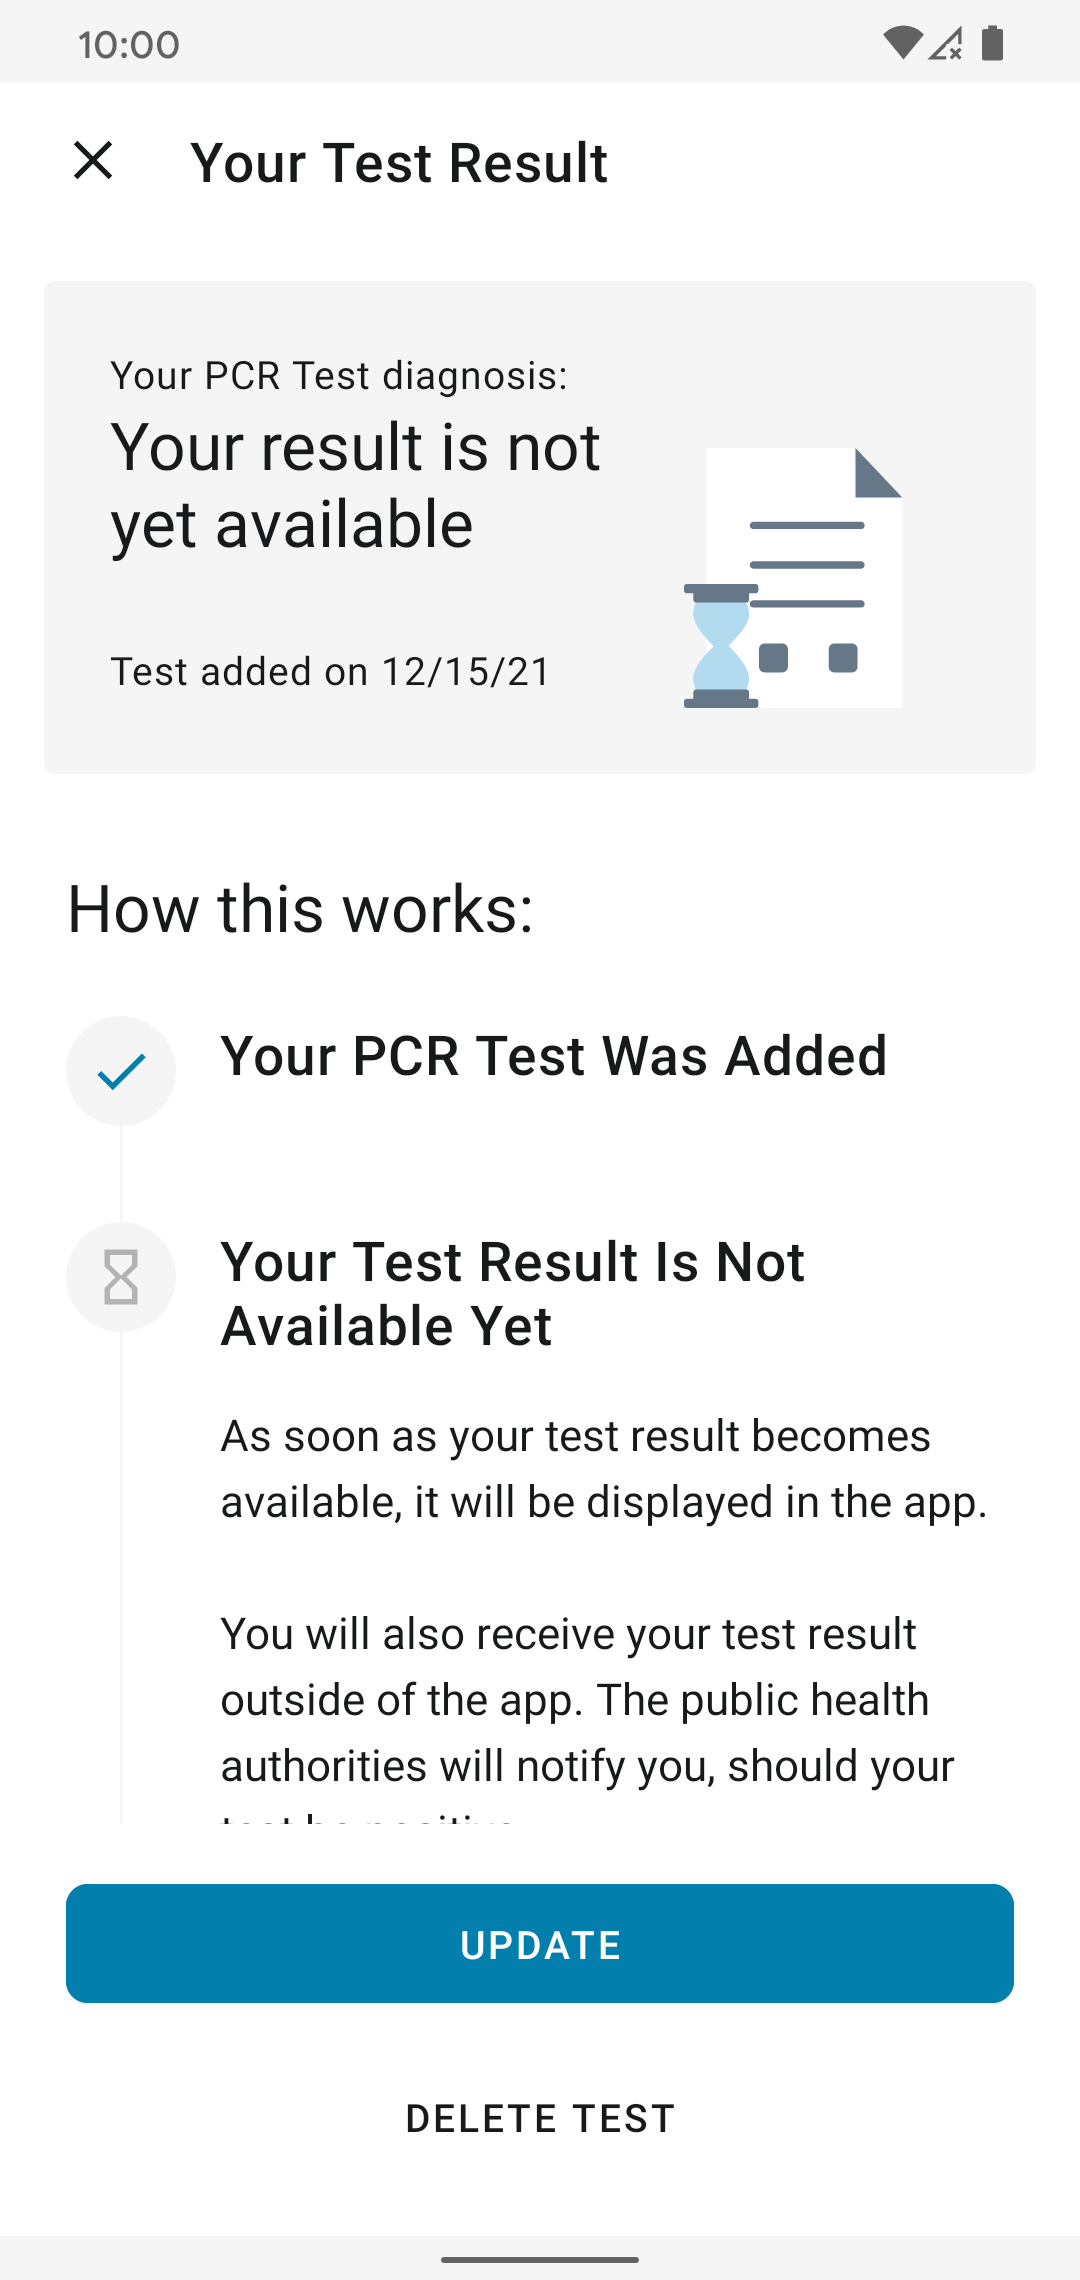 10:00
Your Test Result
Your PCR Test diagnosis:
Your result is not
yet available
Test added on 12/15/21
How this works:
Your PCR Test Was Added
Your Test Result Is Not
Available Yet
As soon as your test result becomes
available, it will be displayed in the app.
You will also receive your test result
outside of the app. The public health
authorities will notify you, should your
test be positive
UPDATE
DELETE TEST